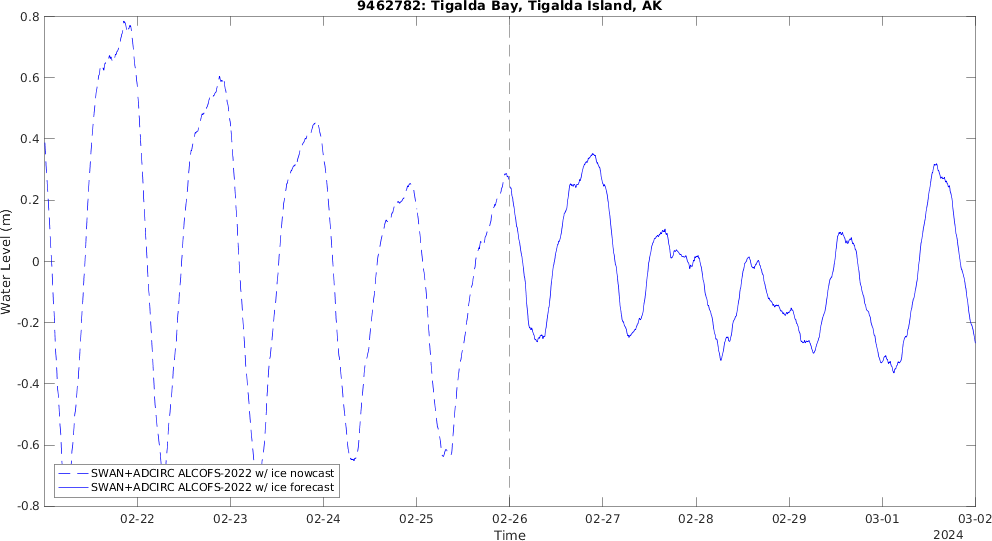 9462782: Tigalda Bay, Tigalda Island, AK
Water Level (m)
0.8
0.6
0.4
0.2
0
-0.2
-0.4
-0.6
-0.8
SWAN+ADCIRC ALCOFS-2022 w/ ice nowcast
SWAN+ADCIRC ALCOFS-2022 w/ ice forecast
02-22 02-23 02-24 02-25 02-26 02-27 02-28 02-29 03-01 03-02
Time
2024